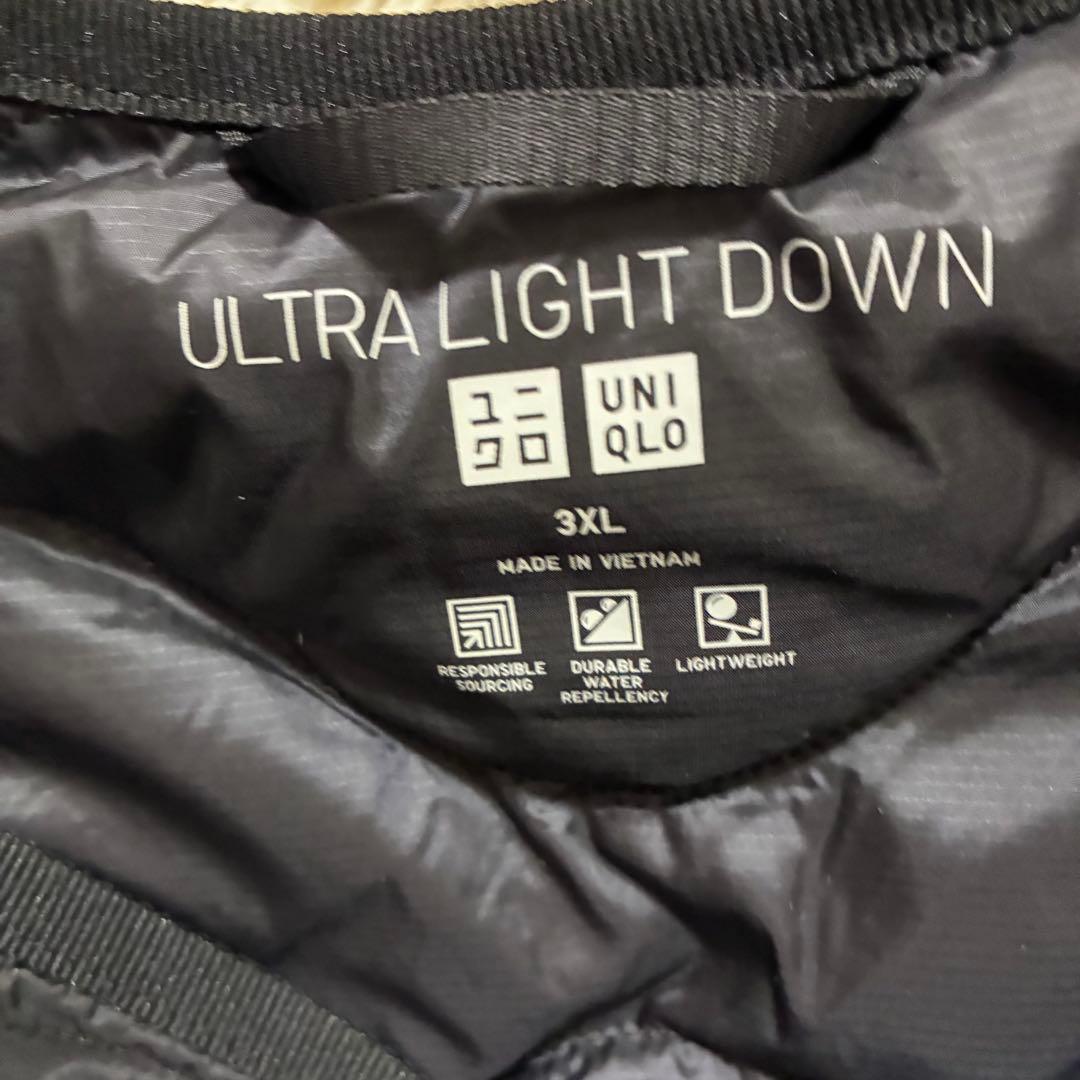 ULTRA LIGHT DOWN
ユニ
クロ
UNI
QLO
3XL
MADE IN VIETNAM
RESPONSIBLE
SOURCING
DURABLE
WATER
REPELLENCY
LIGHTWEIGHT